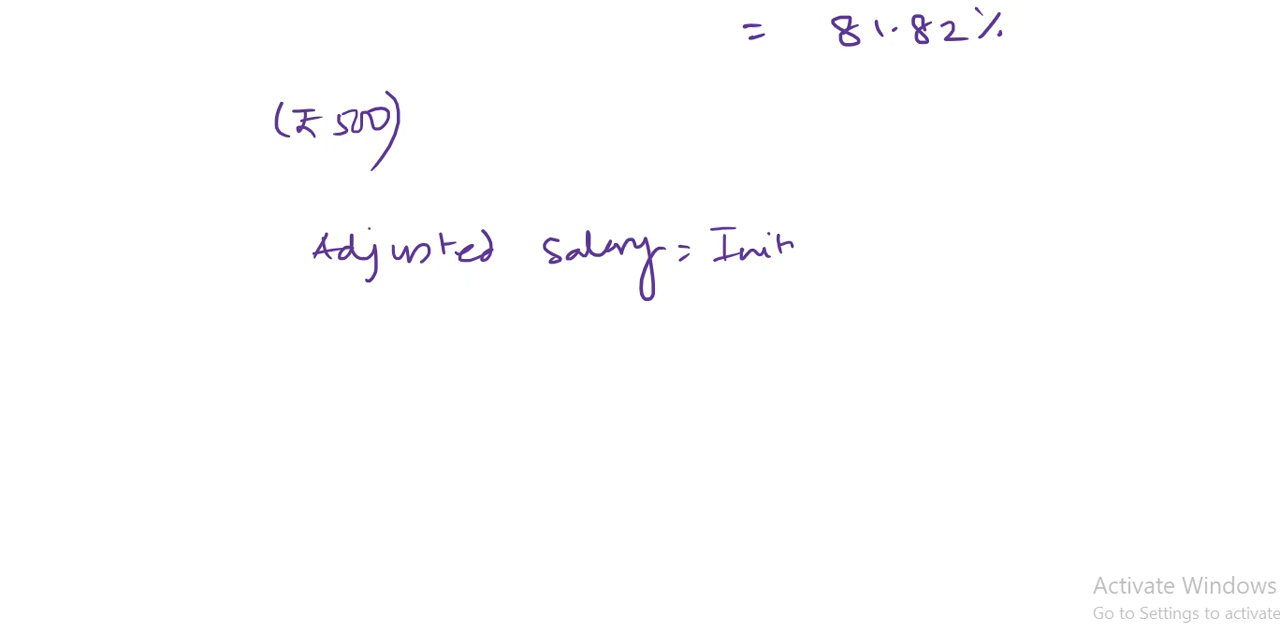 = 81.82%
(₹ 500)
Adjusted salary = Init
Activate Windows
Go to Settings to activate